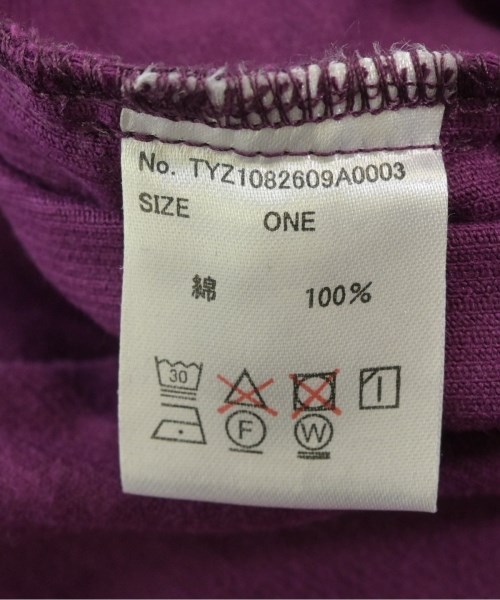 No. TYZ1082609A0003
SIZE ONE
綿 100%
30
F W